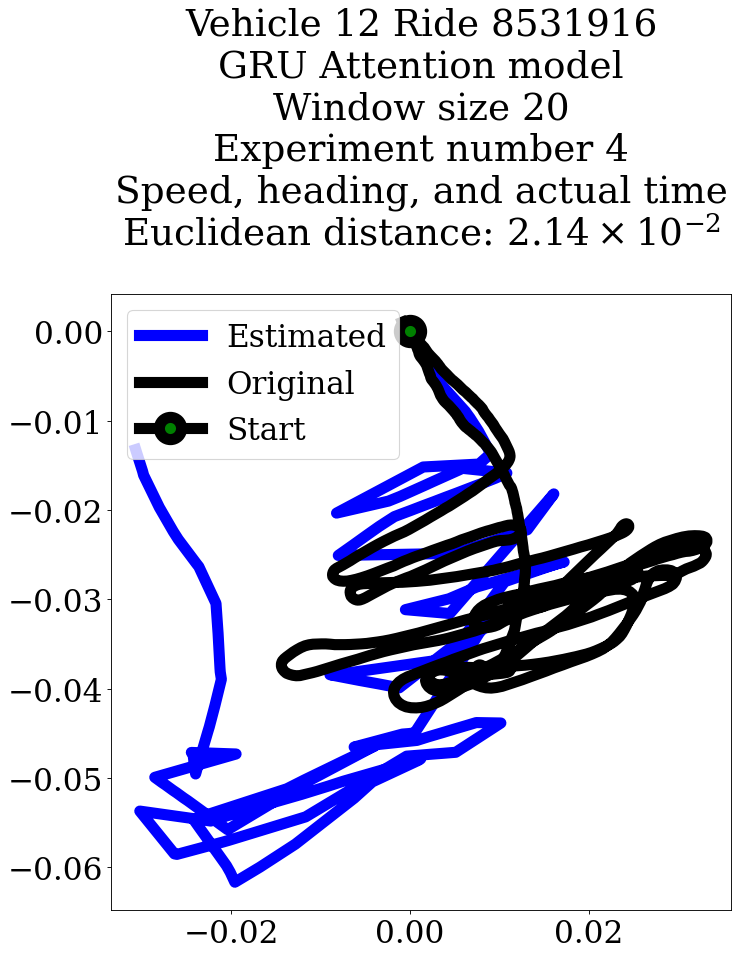 Vehicle 12 Ride 8531916
GRU Attention model
Window size 20
Experiment number 4
Speed, heading, and actual time
Euclidean distance: 2.14 × 10⁻²
Estimated
Original
Start
0.00
−0.01
−0.02
−0.03
−0.04
−0.05
−0.06
−0.02 0.00 0.02